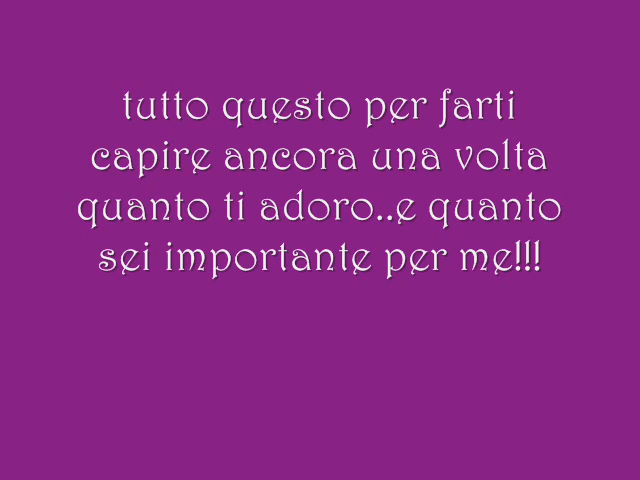 tutto questo per farti
capire ancora una volta
quanto ti adoro..e quanto
sei importante per me!!!